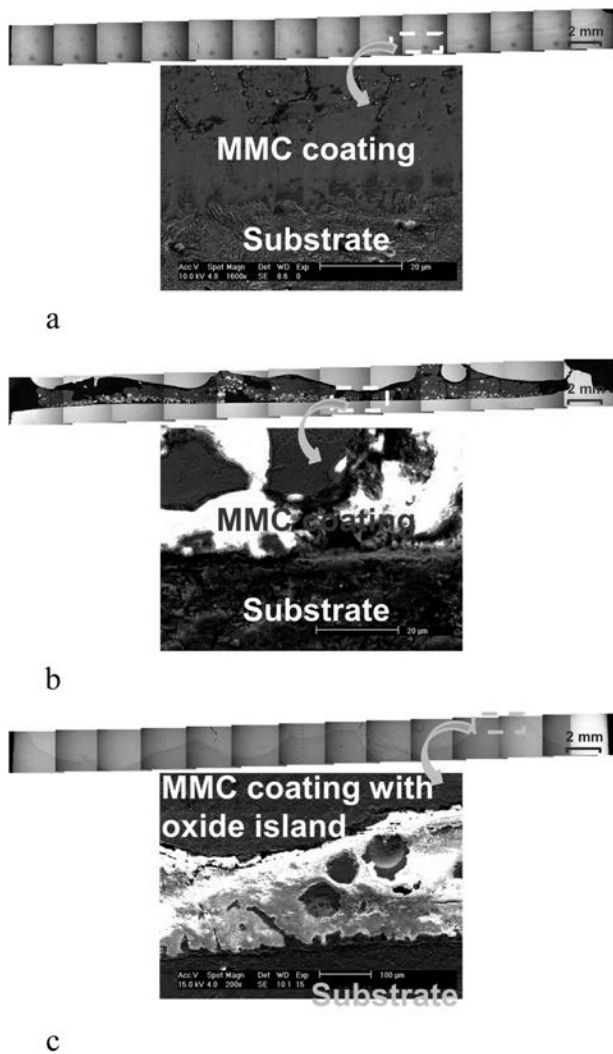 2 mm
MMC coating
Substrate
Acc.V Spot Magn Det WD Exp
10.0 kV 4.0 1600x SE 8.6 0
20 µm
a
2 mm
MMC coating
Substrate
20 µm
b
2 mm
MMC coating with
oxide island
Acc.V Spot Magn Det WD Exp
15.0 kV 4.0 200x SE 10.1 15
100 µm
Substrate
c